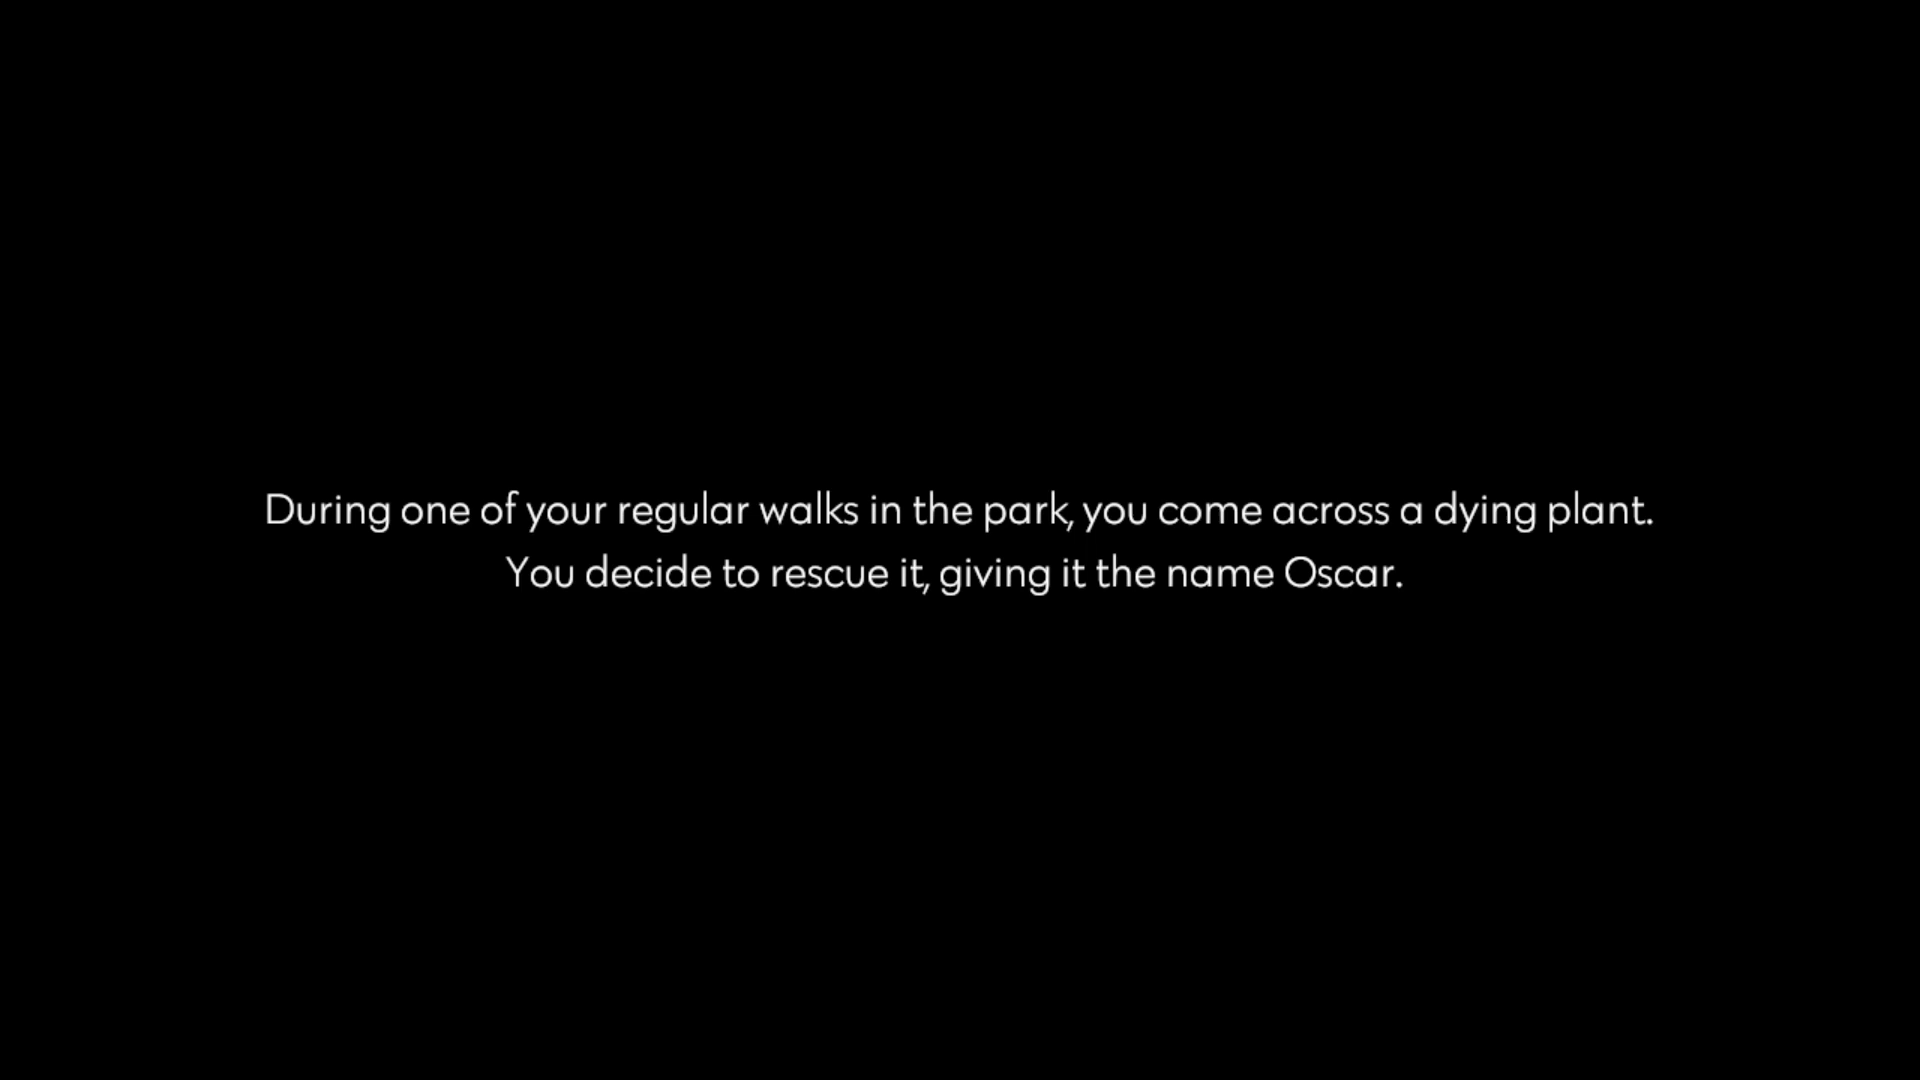 During one of your regular walks in the park, you come across a dying plant.
You decide to rescue it, giving it the name Oscar.